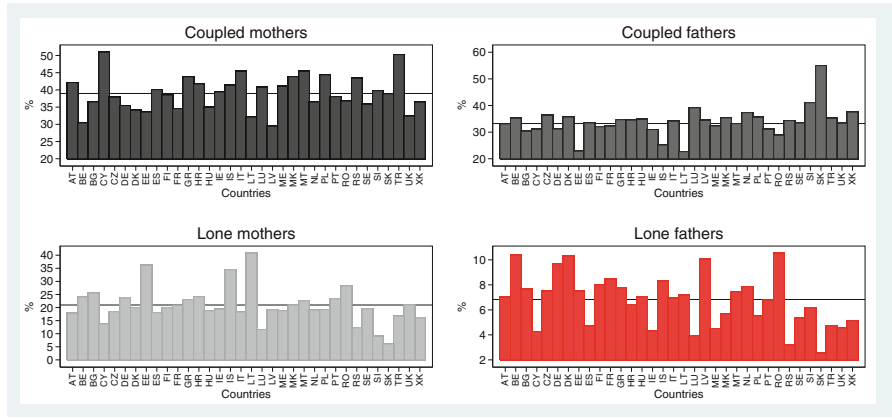 Coupled mothers
50
45
40
35
30
25
20
%
AT BE BG CY CZ DE DK EE ES FI FR GR HR HU IE IS IT LT LU LV ME MK MT NL PL PT RO RS SE SI SK TR UK XK
Countries
Coupled fathers
60
50
40
30
20
%
AT BE BG CY CZ DE DK EE ES FI FR GR HR HU IE IS IT LT LU LV ME MK MT NL PL PT RO RS SE SI SK TR UK XK
Countries
Lone mothers
40
35
30
25
20
15
10
5
0
%
AT BE BG CY CZ DE DK EE ES FI FR GR HR HU IE IS IT LT LU LV ME MK MT NL PL PT RO RS SE SI SK TR UK XK
Countries
Lone fathers
10
8
6
4
2
%
AT BE BG CY CZ DE DK EE ES FI FR GR HR HU IE IS IT LT LU LV ME MK MT NL PL PT RO RS SE SI SK TR UK XK
Countries